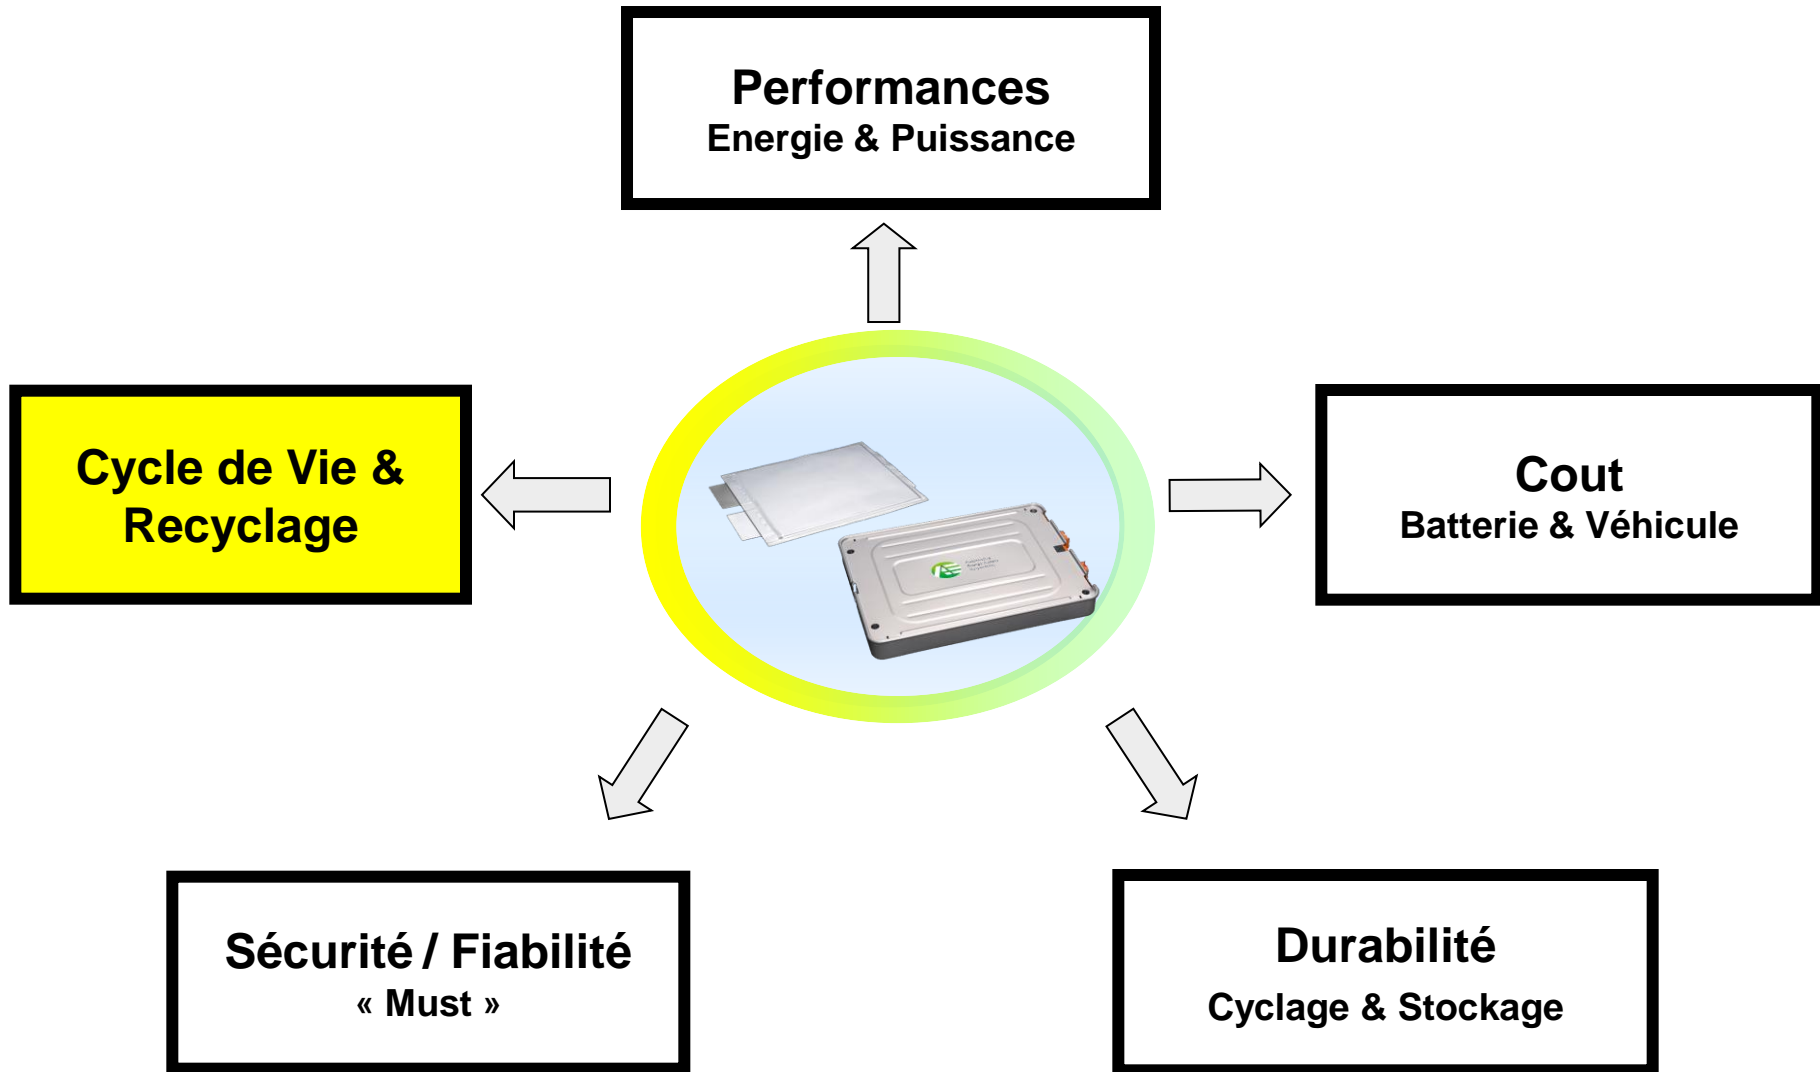 Performances
Energie & Puissance
Cycle de Vie &
Recyclage
Cout
Batterie & Véhicule
Sécurité / Fiabilité
« Must »
Durabilité
Cyclage & Stockage